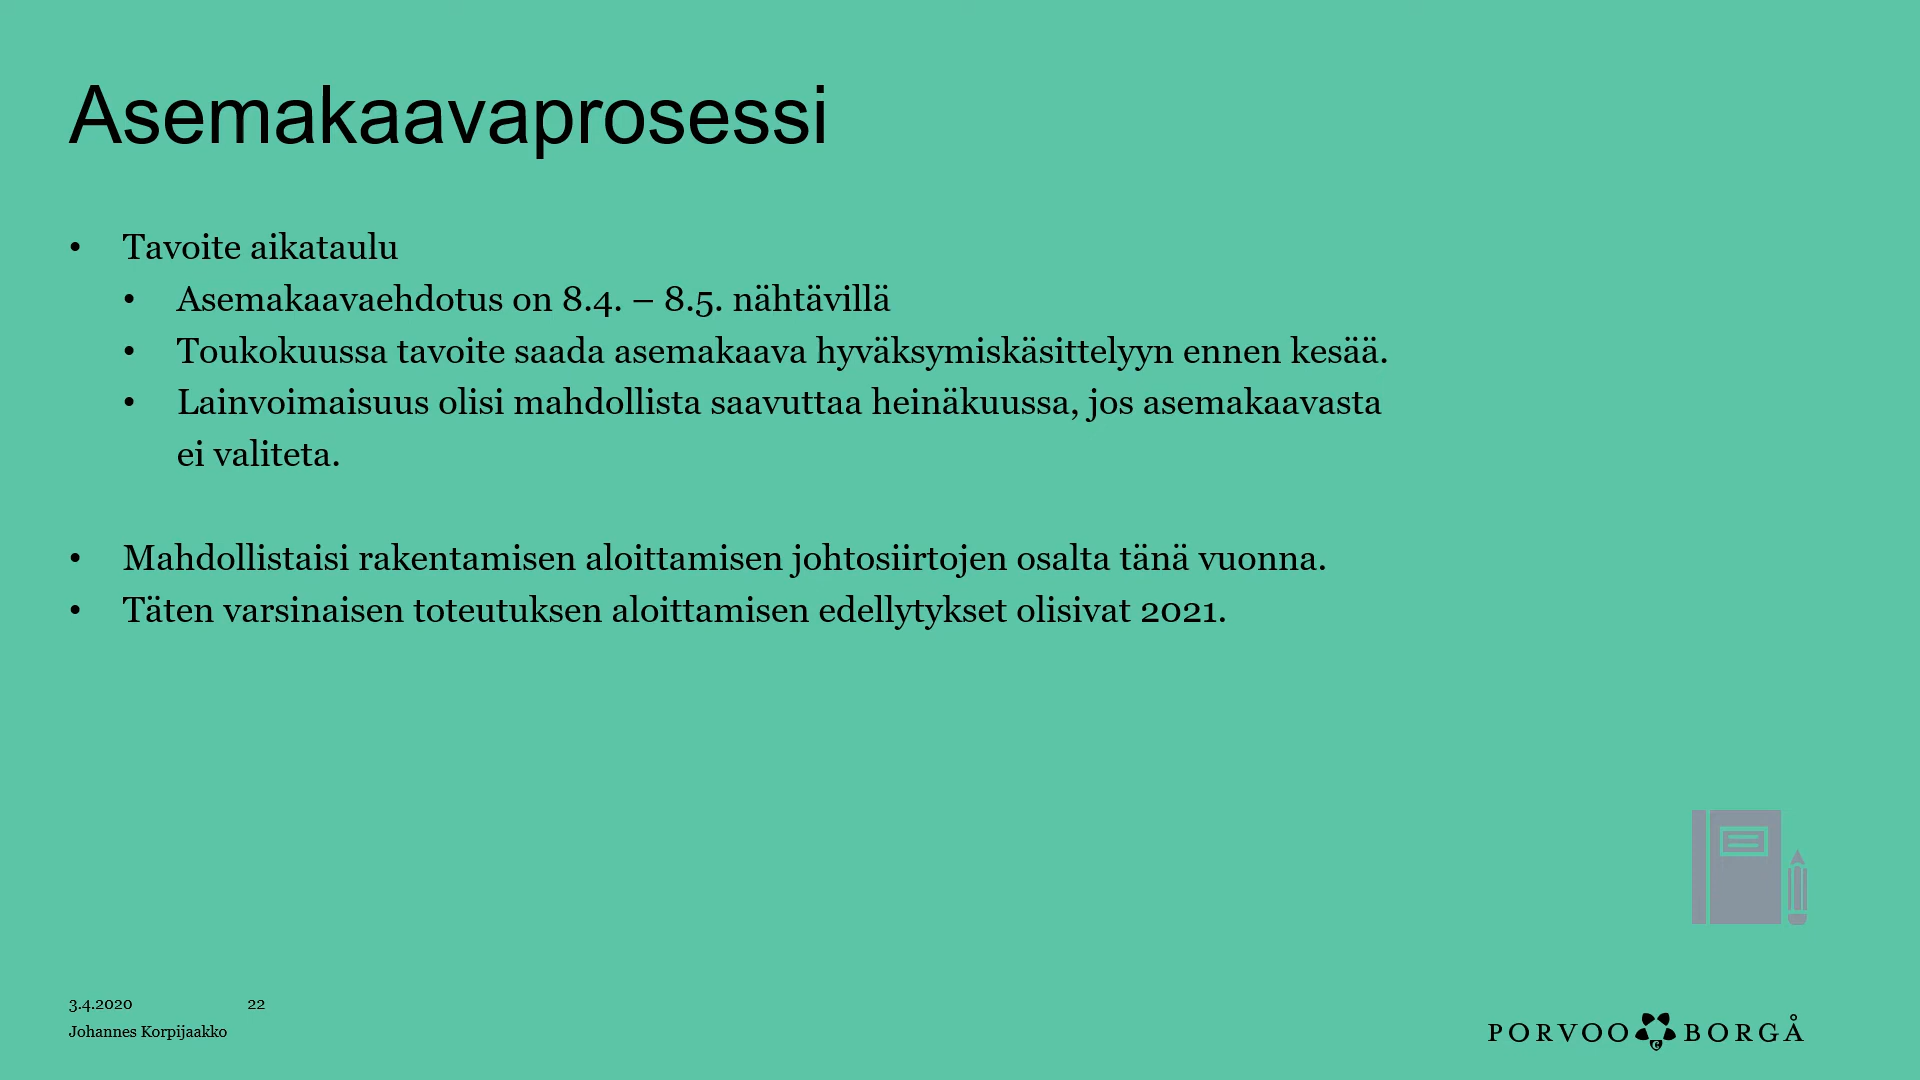 Asemakaavaprosessi
• Tavoite aikataulu
• Asemakaavaehdotus on 8.4. – 8.5. nähtävillä
• Toukokuussa tavoite saada asemakaava hyväksymiskäsittelyyn ennen kesää.
• Lainvoimaisuus olisi mahdollista saavuttaa heinäkuussa, jos asemakaavasta
ei valiteta.
• Mahdollistaisi rakentamisen aloittamisen johtosiirtojen osalta tänä vuonna.
• Täten varsinaisen toteutuksen aloittamisen edellytykset olisivat 2021.
3.4.2020 22
Johannes Korpijaakko
PORVOO BORGÅ